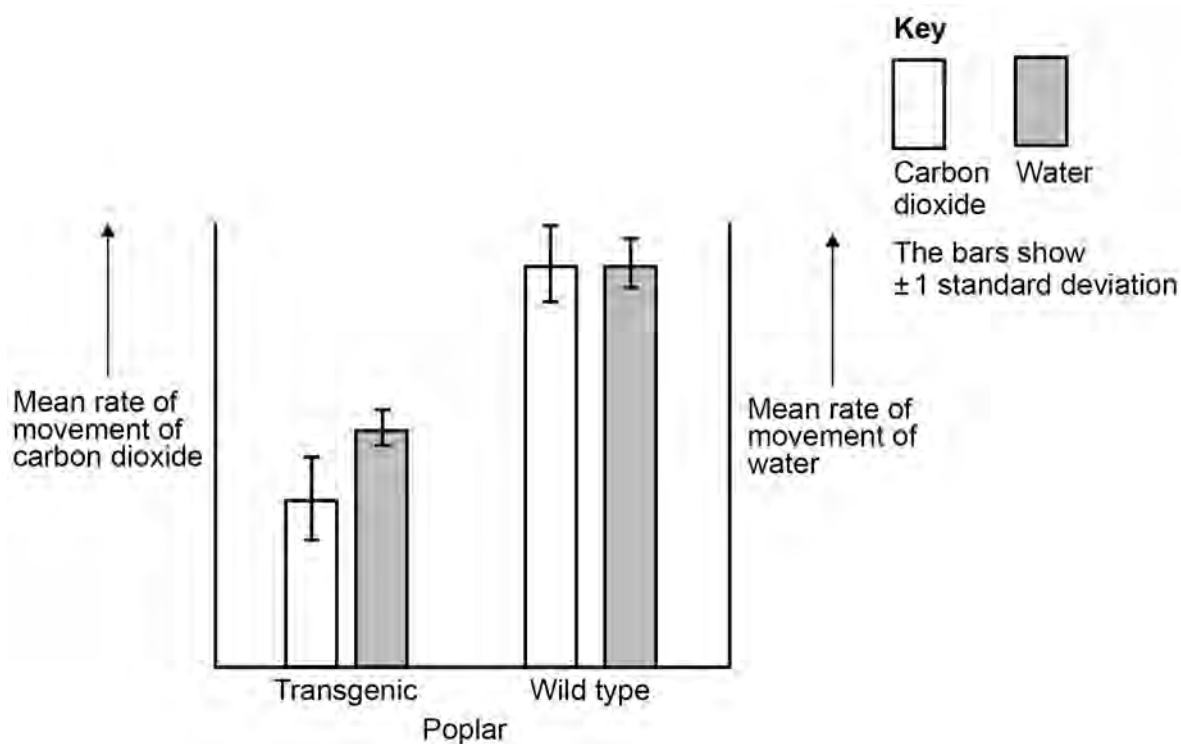 Key
Carbon
dioxide
Water
The bars show
± 1 standard deviation
Mean rate of
movement of
carbon dioxide
Mean rate of
movement of
water
Transgenic
Wild type
Poplar